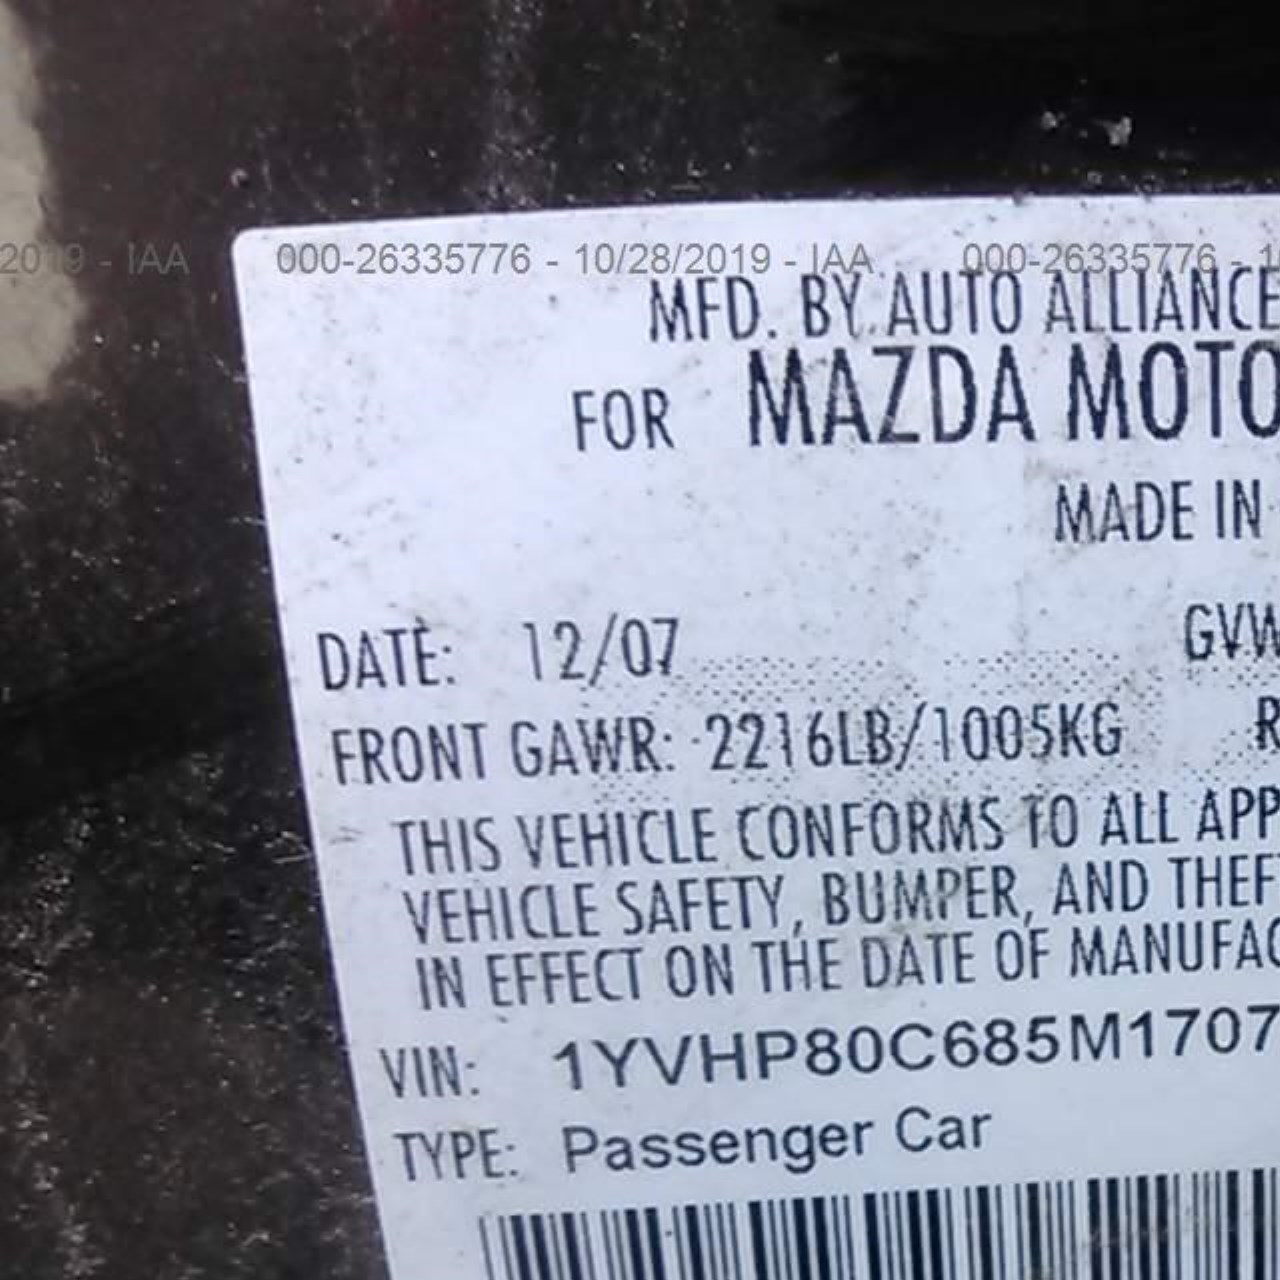 2019 - IAA 000-26335776 - 10/28/2019 - IAA 000-26335776 - 1
MFD. BY AUTO ALLIANCE
FOR MAZDA MOTO
MADE IN
DATE: 12/07 GVW
FRONT GAWR: 2216LB/1005KG R
THIS VEHICLE CONFORMS TO ALL APP
VEHICLE SAFETY, BUMPER, AND THEF
IN EFFECT ON THE DATE OF MANUFAC
VIN: 1YVHP80C685M1707
TYPE: Passenger Car